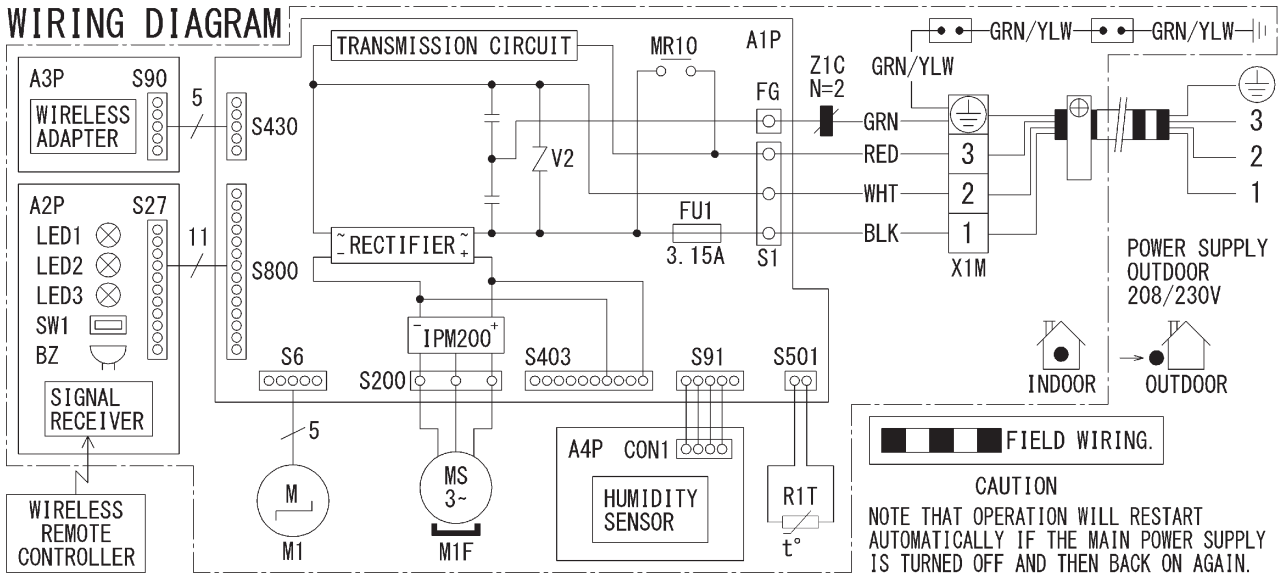 WIRING DIAGRAM
TRANSMISSION CIRCUIT
MR10
A1P
Z1C
N=2
GRN/YLW
GRN/YLW
GRN/YLW
A3P
S90
WIRELESS
ADAPTER
5
S430
FG
GRN
3
RED
3
2
V2
WHT
2
1
A2P
S27
LED1
LED2
LED3
SW1
BZ
11
S800
~ RECTIFIER ~
- +
FU1
3.15A
S1
BLK
1
X1M
POWER SUPPLY
OUTDOOR
208/230V
- IPM200 +
S6
S200
S403
S91
S501
INDOOR
OUTDOOR
SIGNAL
RECEIVER
5
A4P
CON1
FIELD WIRING.
WIRELESS
REMOTE
CONTROLLER
M
M1
MS
3~
M1F
HUMIDITY
SENSOR
R1T
t°
CAUTION
NOTE THAT OPERATION WILL RESTART
AUTOMATICALLY IF THE MAIN POWER SUPPLY
IS TURNED OFF AND THEN BACK ON AGAIN.